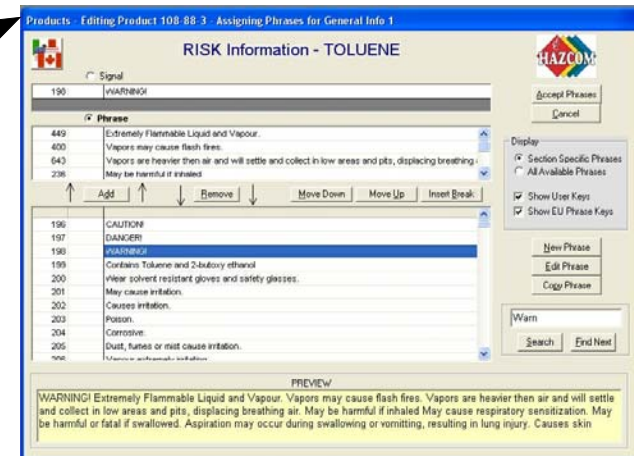 Products - Editing Product 108-88-3 - Assigning Phrases for General Info 1
RISK Information - TOLUENE
HAZCOM
Signal
198 WARNING!
Accept Phrases
Cancel
Phrase
449 Extremely Flammable Liquid and Vapour.
400 Vapors may cause flash fires.
643 Vapors are heavier then air and will settle and collect in low areas and pits, displacing breathing
236 May be harmful if inhaled
Display
Section Specific Phrases
All Available Phrases
Show User Keys
Show EU Phrase Keys
Add Remove Move Down Move Up Insert Break
196 CAUTION!
197 DANGER!
198 WARNING!
199 Contains Toluene and 2-butoxy ethanol
200 Wear solvent resistant gloves and safety glasses.
201 May cause irritation.
202 Causes irritation.
203 Poison.
204 Corrosive.
205 Dust, fumes or mist cause irritation.
206 Vapour extremely irritating.
New Phrase
Edit Phrase
Copy Phrase
Warn
Search Find Next
PREVIEW
WARNING! Extremely Flammable Liquid and Vapour. Vapors may cause flash fires. Vapors are heavier then air and will settle
and collect in low areas and pits, displacing breathing air. May be harmful if inhaled May cause respiratory sensitization. May
be harmful or fatal if swallowed. Aspiration may occur during swallowing or vomitting, resulting in lung injury. Causes skin